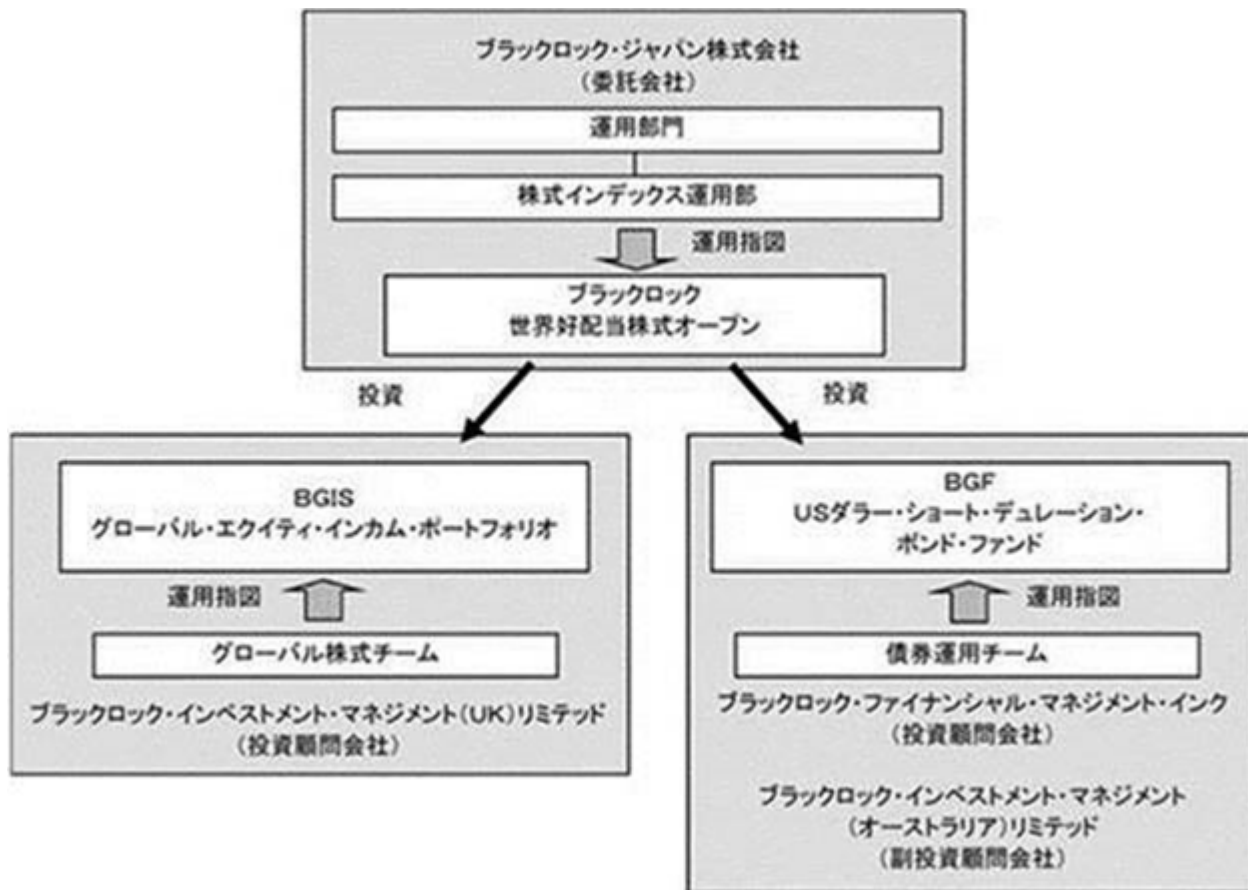 ブラックロック・ジャパン株式会社
(委託会社)
運用部門
株式インデックス運用部
運用指図
ブラックロック
世界好配当株式オープン
投資
投資
BGIS
グローバル・エクイティ・インカム・ポートフォリオ
運用指図
グローバル株式チーム
ブラックロック・インベストメント・マネジメント(UK)リミテッド
(投資顧問会社)
BGF
USダラー・ショート・デュレーション・
ボンド・ファンド
運用指図
債券運用チーム
ブラックロック・ファイナンシャル・マネジメント・インク
(投資顧問会社)
ブラックロック・インベストメント・マネジメント
(オーストラリア)リミテッド
(副投資顧問会社)